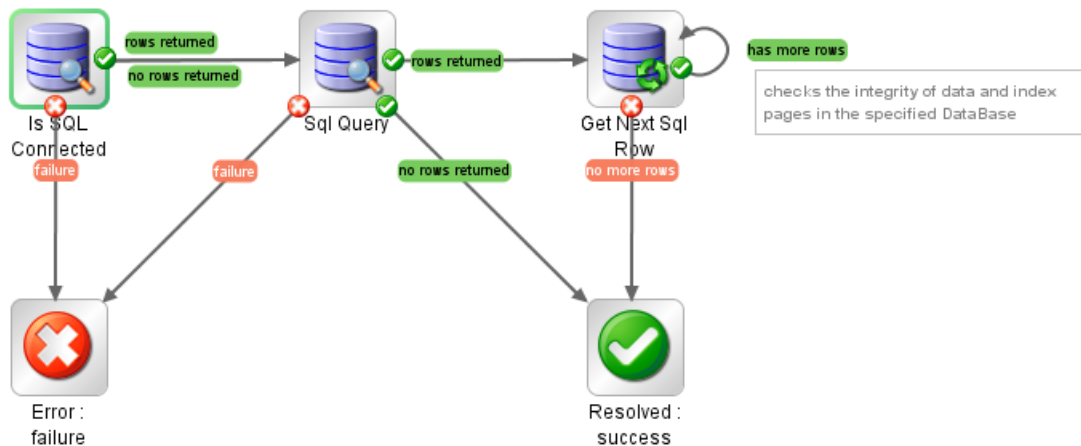 rows returned
no rows returned
rows returned
has more rows
checks the integrity of data and index
pages in the specified DataBase
Is SQL
Connected
Sql Query
Get Next Sql
Row
failure
failure
no rows returned
no more rows
Error :
failure
Resolved :
success